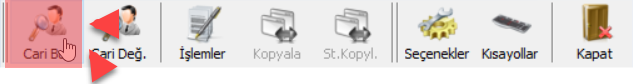 Cari Cari Değ. İşlemler Kopyala St.Kopyl. Seçenekler Kısayollar Kapat